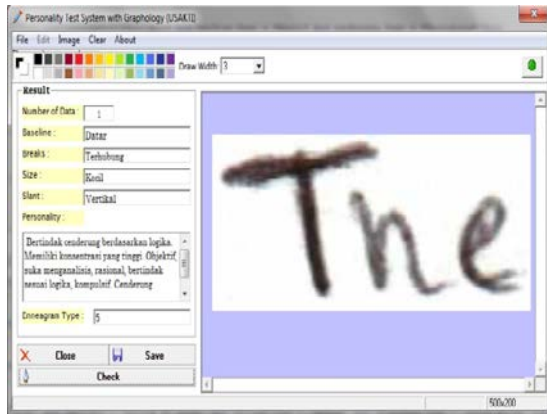 Personality Test System with Graphology (USAKTI)
File Edit Image Clear About
Draw Width 3
Result
Number of Data : 1
Baseline : Datar
Breaks : Terhubung
Size : Kecil
Slant : Vertikal
Personality :
Bertindak cenderung berdasarkan logika.
Memiliki konsentrasi yang tinggi. Objektif,
suka menganalisis, rasional, bertindak
sesuai logika, kompulsif. Cenderung
Enneagran Type : 5
Close Save
Check
The
500x200